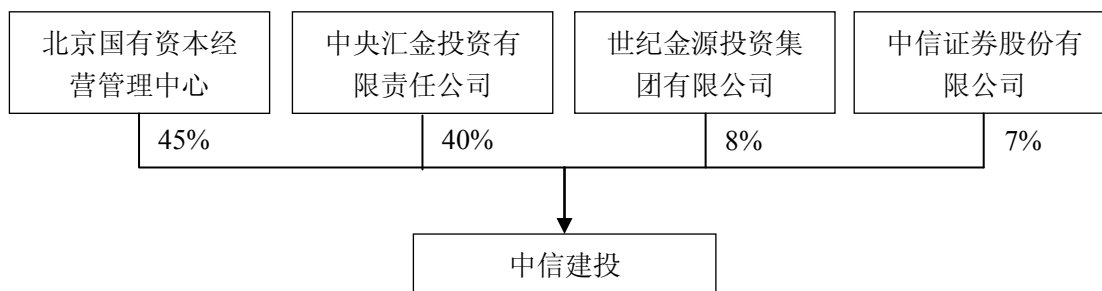 北京国有资本经
营管理中心
中央汇金投资有
限责任公司
世纪金源投资集
团有限公司
中信证券股份有
限公司
45%
40%
8%
7%
中信建投